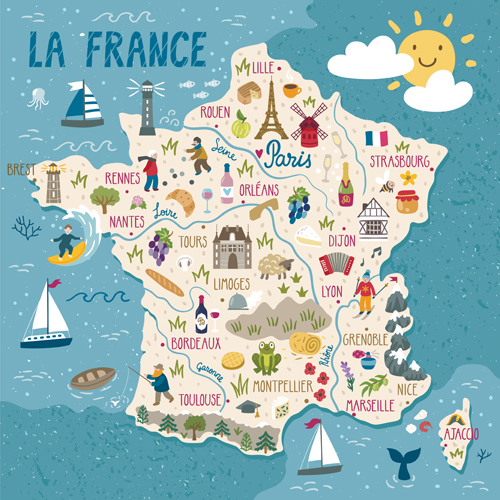 LA FRANCE
LILLE
ROUEN
Seine
Paris
STRASBOURG
BREST
RENNES
ORLÉANS
NANTES
Loire
TOURS
DIJON
LIMOGES
LYON
BORDEAUX
GRENOBLE
Rhône
Garonne
MONTPELLIER
NICE
TOULOUSE
MARSEILLE
AJACCIO